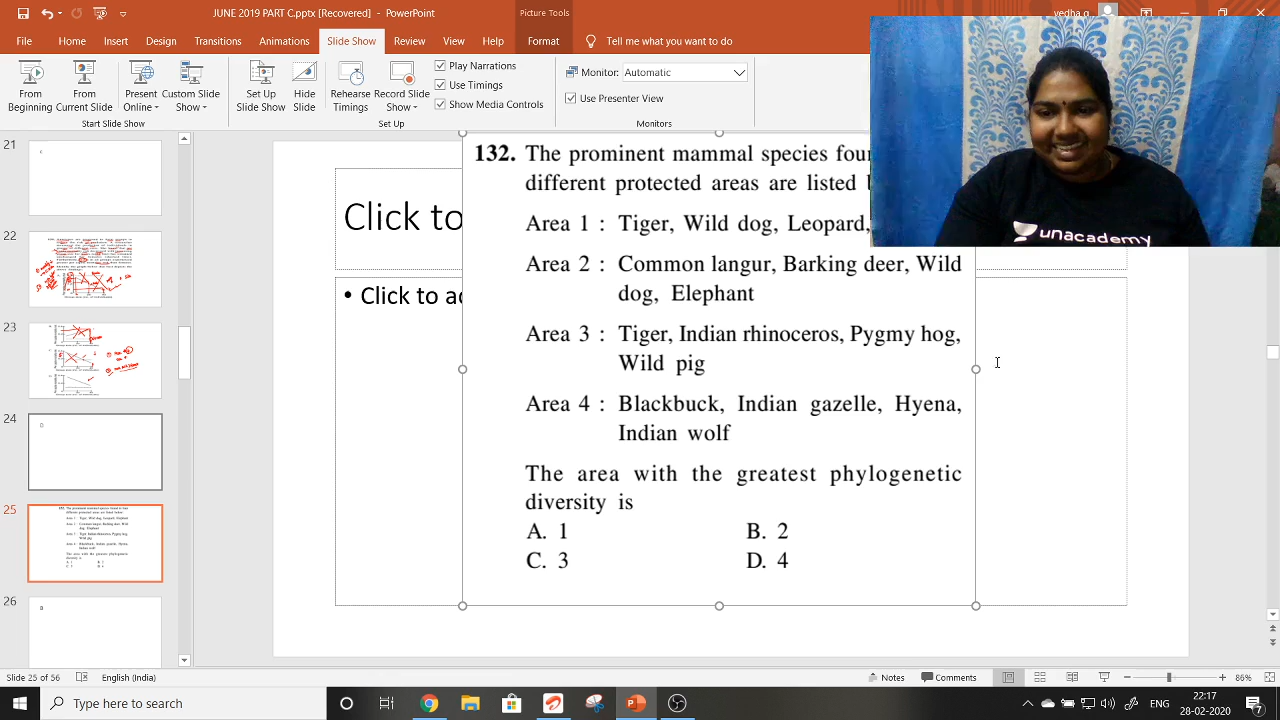 JUNE 2019 PART C.pptx [Repaired] - PowerPoint
Picture Tools
vedha
File Home Insert Design Transitions Animations Slide Show Review View Help Format Tell me what you want to do
From Beginning
From Current Slide
Present Online
Custom Slide Show
Set Up Slide Show
Hide Slide
Rehearse Timings
Record Slide Show
Play Narrations
Use Timings
Show Media Controls
Monitor: Automatic
Use Presenter View
Start Slide Show
Set Up
Monitors
unacademy
21
22
23
24
25
26
Click to
• Click to ad
132. The prominent mammal species fou
different protected areas are listed
Area 1 : Tiger, Wild dog, Leopard,
Area 2 : Common langur, Barking deer, Wild
dog, Elephant
Area 3 : Tiger, Indian rhinoceros, Pygmy hog,
Wild pig
Area 4 : Blackbuck, Indian gazelle, Hyena,
Indian wolf
The area with the greatest phylogenetic
diversity is
A. 1 B. 2
C. 3 D. 4
Slide 25 of 56 English (India)
Notes Comments 86%
Type here to search
ENG
22:17
28-02-2020